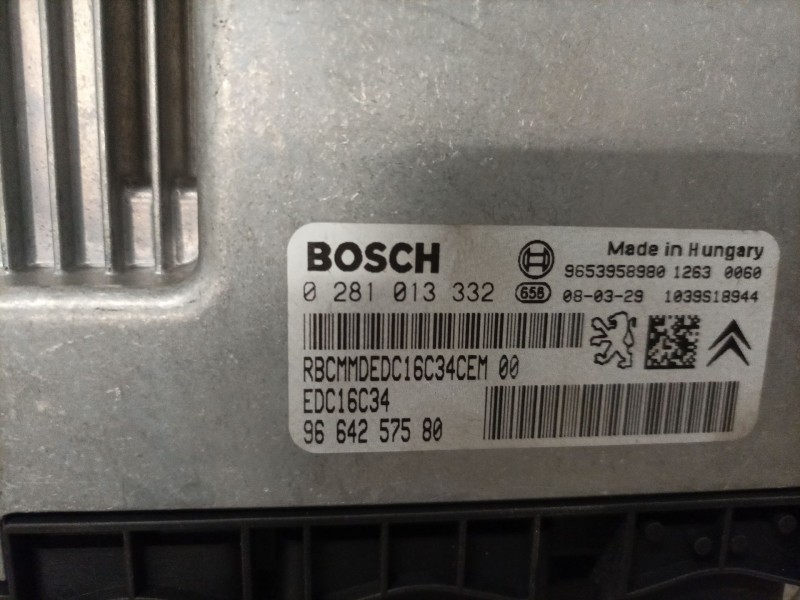 BOSCH
Made in Hungary
9653958980 1263 0060
0 281 013 332 658 08-03-29 1039S18944
RBCMMDEDC16C34CEM 00
EDC16C34
96 642 575 80